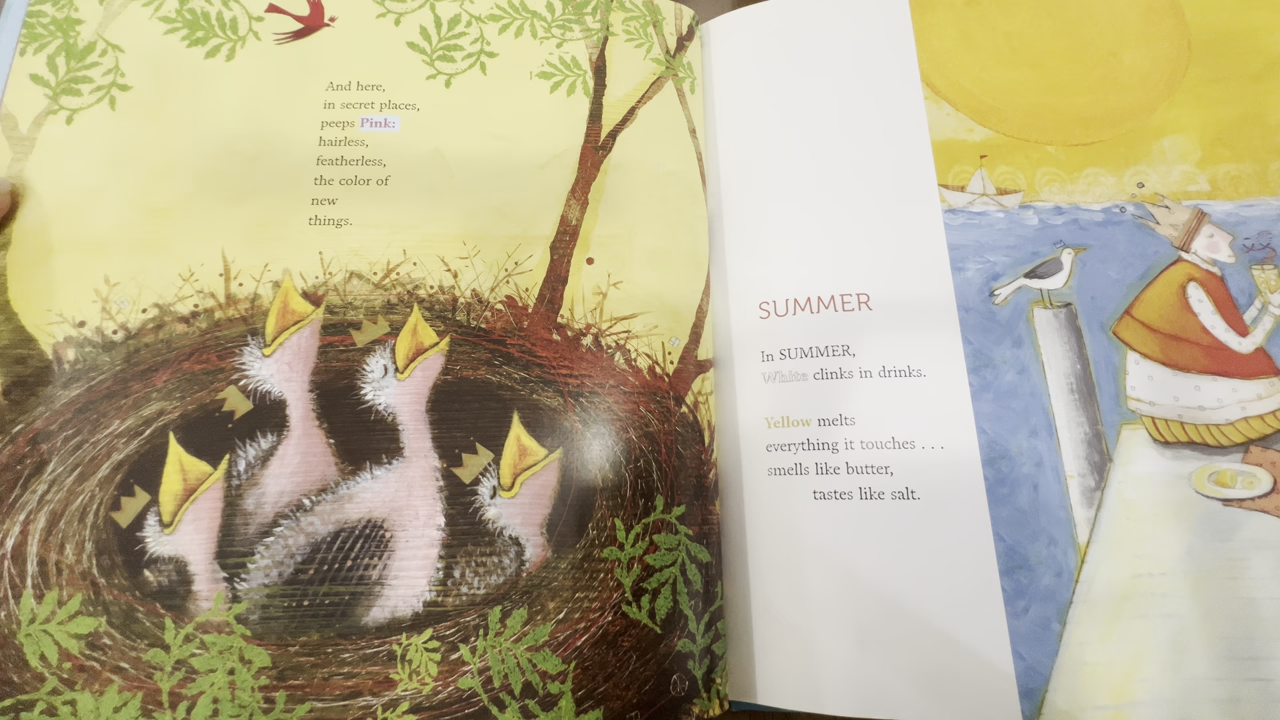 And here,
in secret places,
peeps Pink:
hairless,
featherless,
the color of
new
things.
SUMMER
In SUMMER,
White clinks in drinks.
Yellow melts
everything it touches . . .
smells like butter,
tastes like salt.